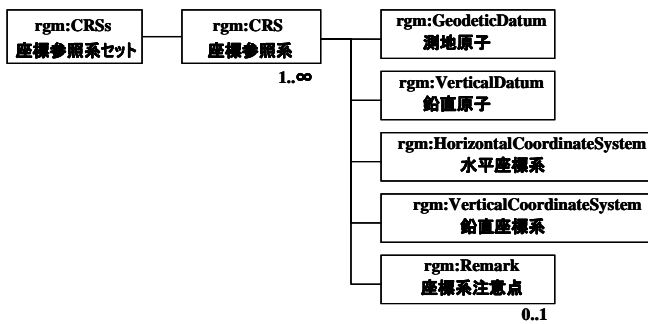 rgm:CRSs
座標参照系セット
rgm:CRS
座標参照系
1..∞
rgm:GeodeticDatum
測地原子
rgm:VerticalDatum
鉛直原子
rgm:HorizontalCoordinateSystem
水平座標系
rgm:VerticalCoordinateSystem
鉛直座標系
rgm:Remark
座標系注意点
0..1